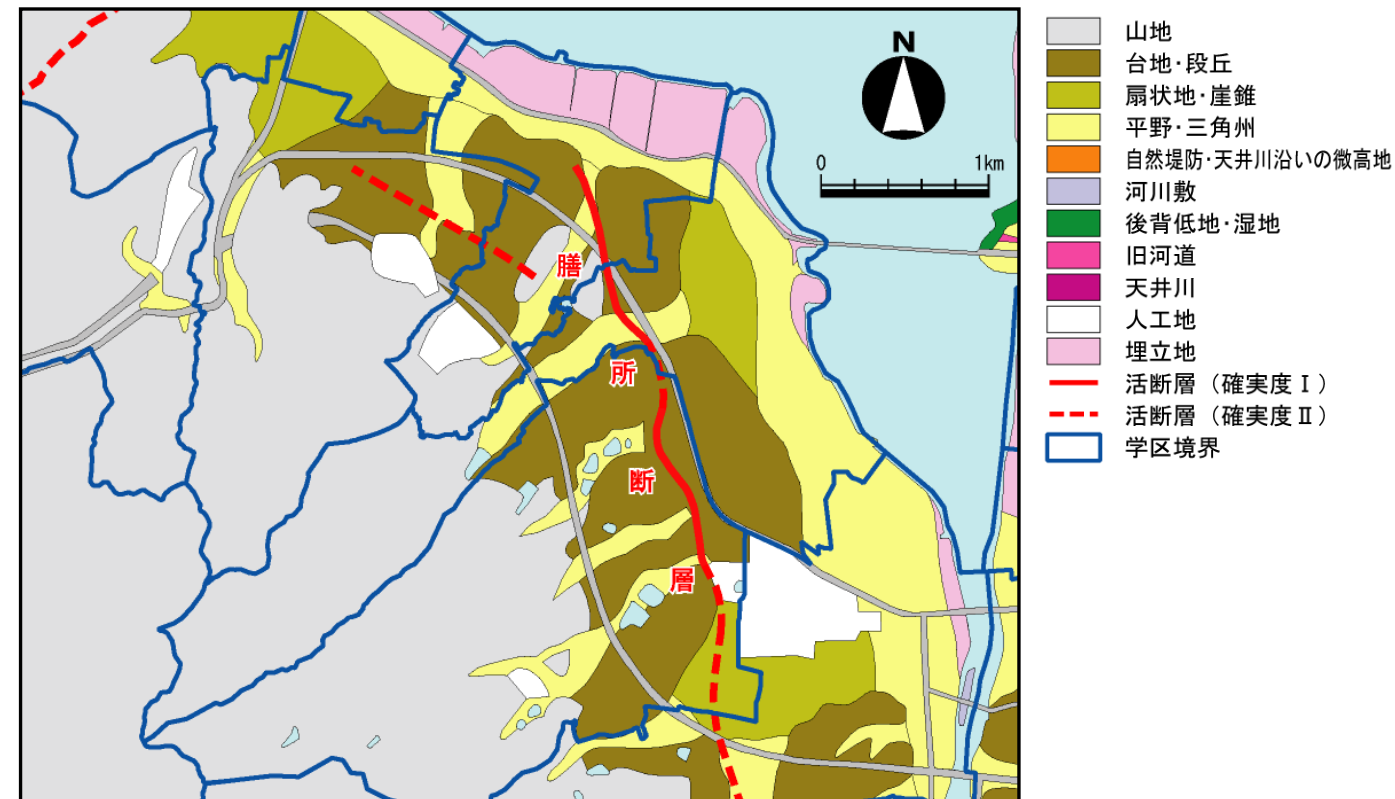 N
0
1km
膳
所
断
層
山地
台地・段丘
扇状地・崖錐
平野・三角州
自然堤防・天井川沿いの微高地
河川敷
後背低地・湿地
旧河道
天井川
人工地
埋立地
活断層（確実度Ⅰ）
活断層（確実度Ⅱ）
学区境界